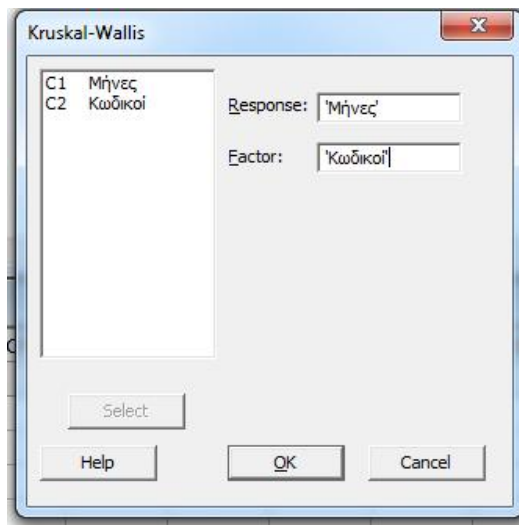 Kruskal-Wallis
C1 Μήνες
C2 Κωδικοί
Response: 'Μήνες'
Factor: 'Κωδικοί'
Select
Help
OK
Cancel